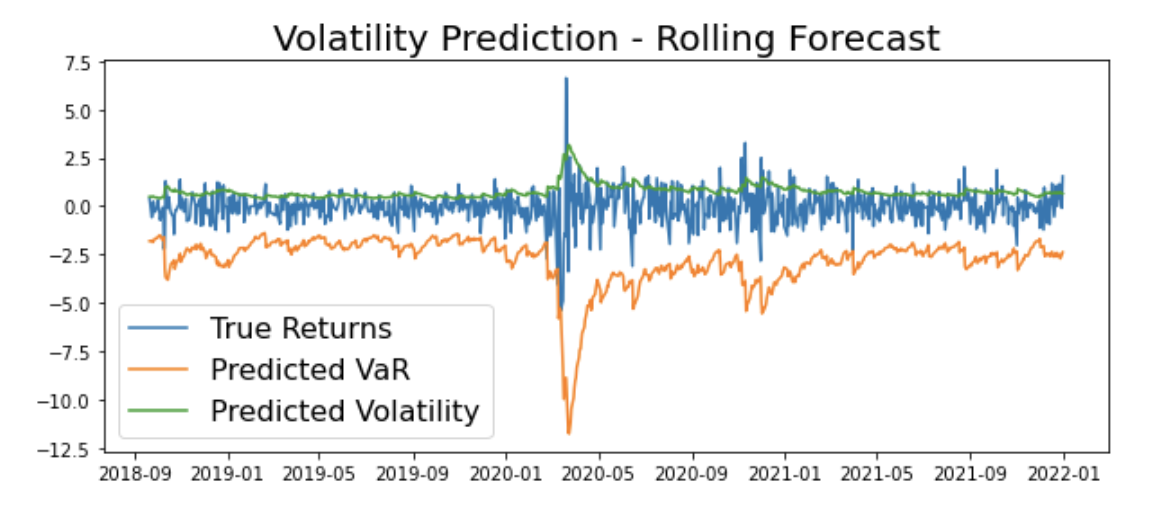 Volatility Prediction - Rolling Forecast
7.5
5.0
2.5
0.0
−2.5
−5.0
−7.5
−10.0
−12.5
True Returns
Predicted VaR
Predicted Volatility
2018-09 2019-01 2019-05 2019-09 2020-01 2020-05 2020-09 2021-01 2021-05 2021-09 2022-01